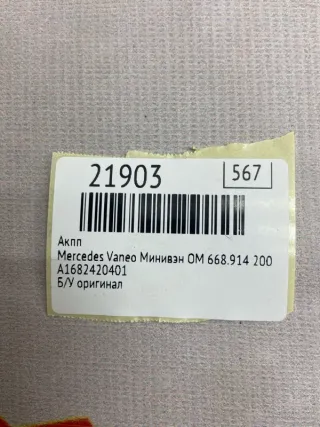 21903
567
Акпп
Mercedes Vaneo Минивэн OM 668.914 200
A1682420401
Б/У оригинал